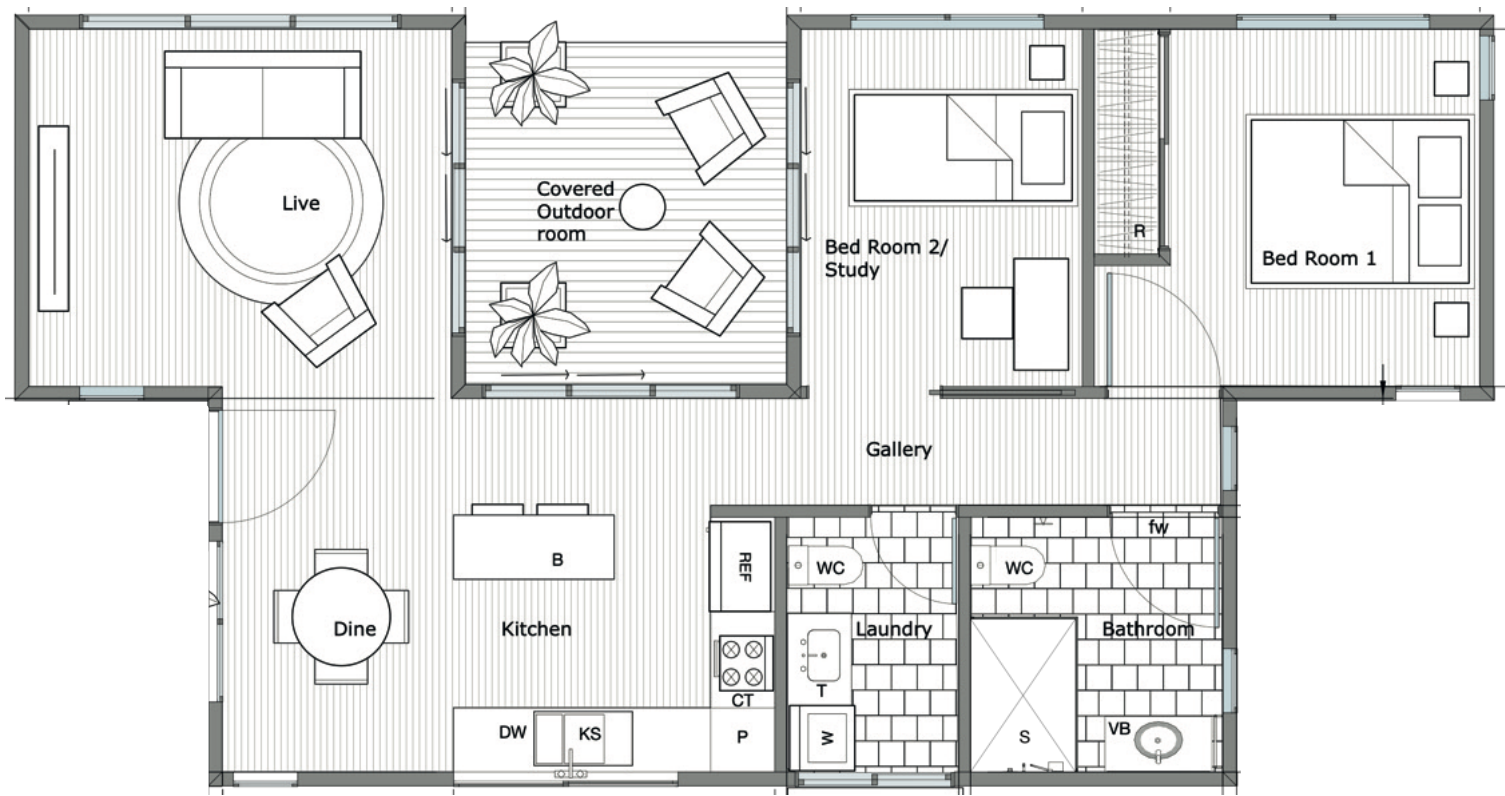 Live
Covered
Outdoor
room
Bed Room 2/
Study
R
Bed Room 1
Gallery
B
REF
WC
WC
fw
Dine
Kitchen
Laundry
Bathroom
CT
T
DW
KS
P
W
S
VB